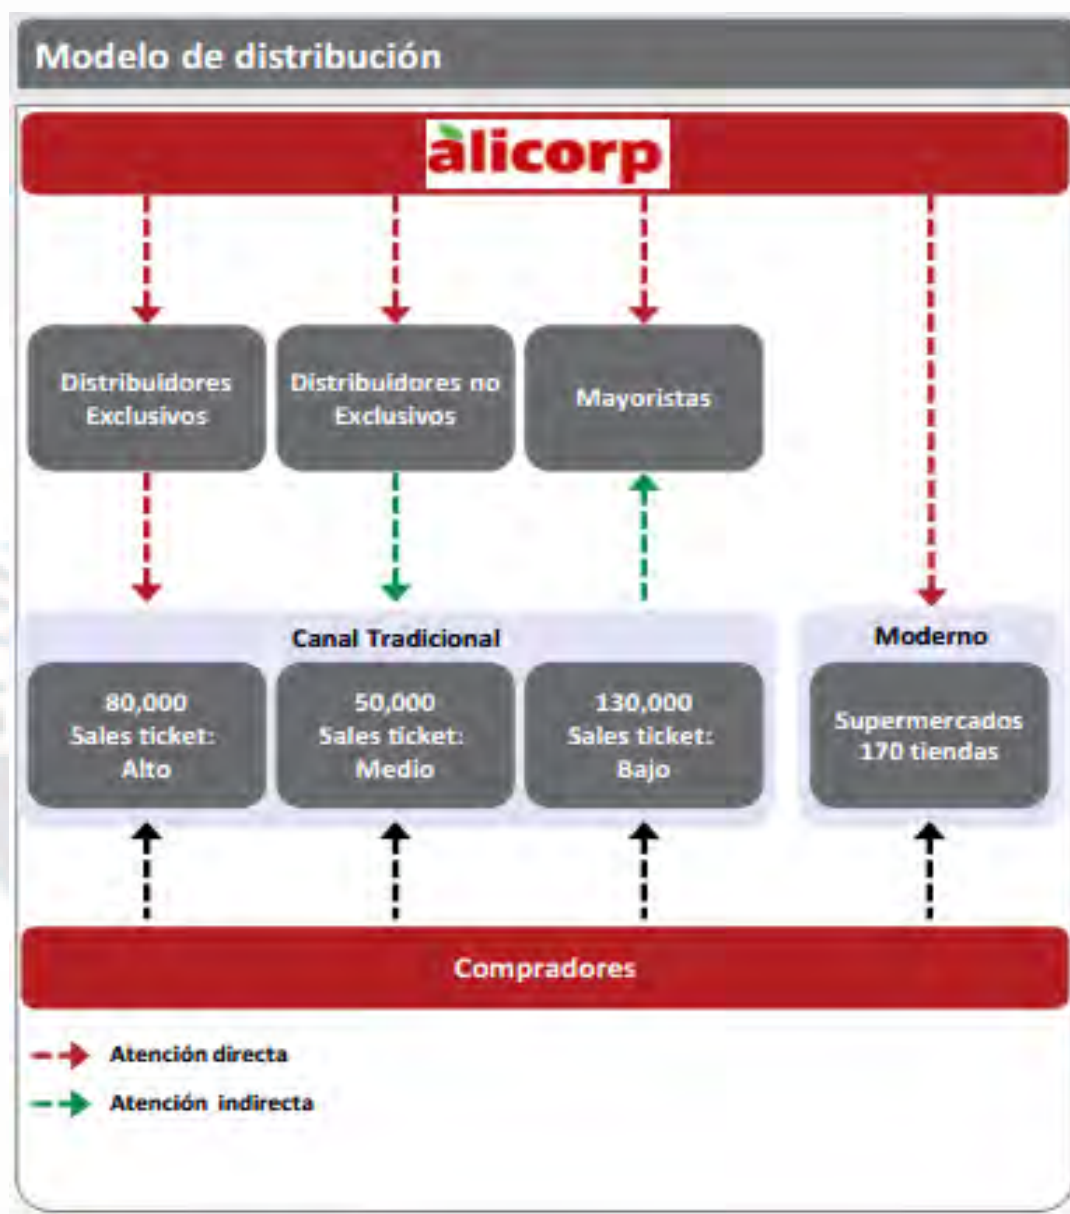 Modelo de distribución
alicorp
Distribuidores
Exclusivos
Distribuidores no
Exclusivos
Mayoristas
Canal Tradicional
80,000
Sales ticket:
Alto
50,000
Sales ticket:
Medio
130,000
Sales ticket:
Bajo
Moderno
Supermercados
170 tiendas
Compradores
Atención directa
Atención indirecta